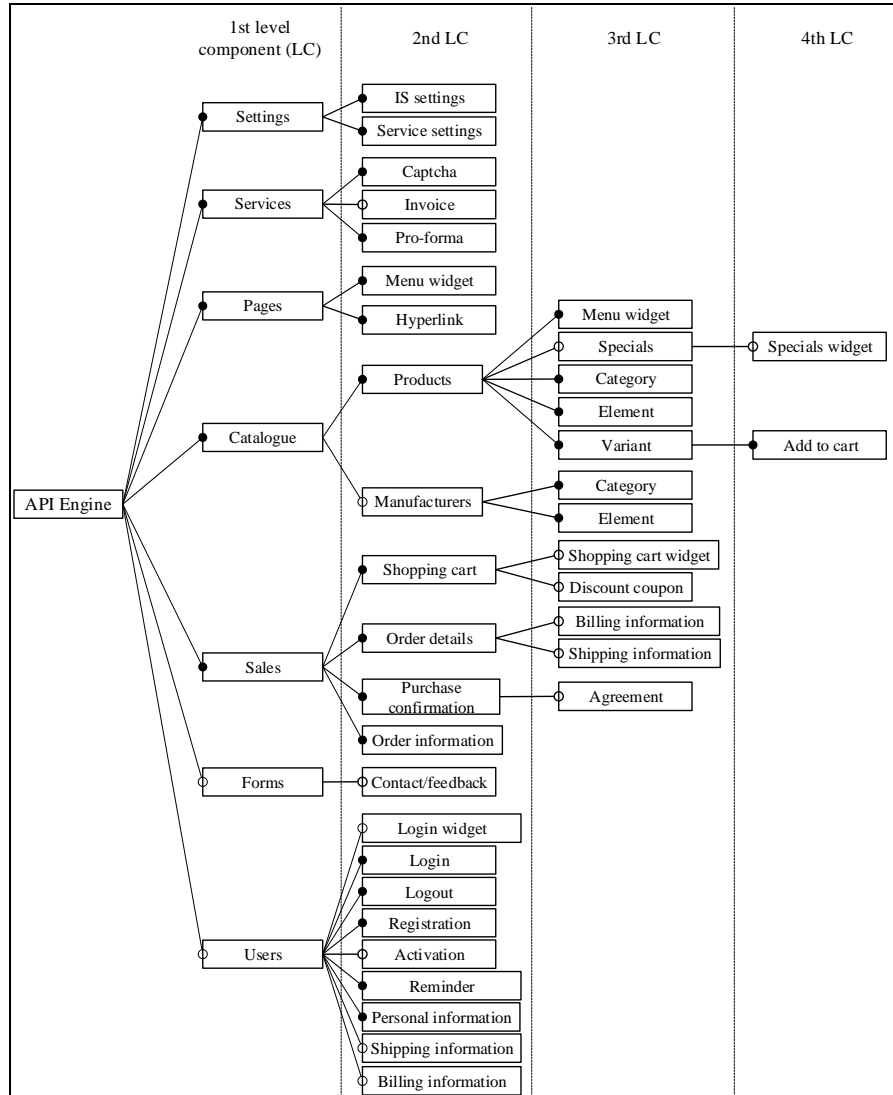 1st level
component (LC)
2nd LC
3rd LC
4th LC
API Engine
Settings
IS settings
Service settings
Services
Captcha
Invoice
Pro-forma
Pages
Menu widget
Hyperlink
Catalogue
Products
Menu widget
Specials
Specials widget
Category
Element
Variant
Add to cart
Manufacturers
Category
Element
Sales
Shopping cart
Shopping cart widget
Discount coupon
Order details
Billing information
Shipping information
Purchase
confirmation
Agreement
Order information
Forms
Contact/feedback
Users
Login widget
Login
Logout
Registration
Activation
Reminder
Personal information
Shipping information
Billing information